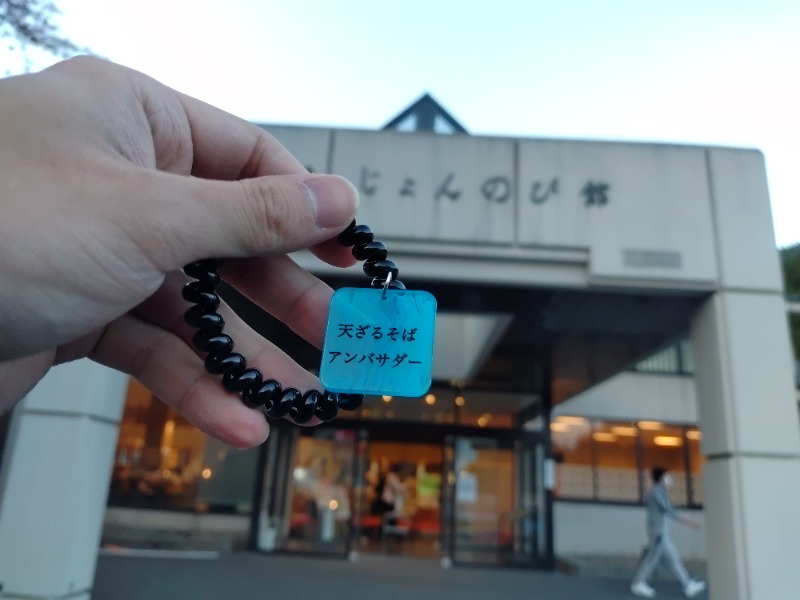 じょんのび館
天ざるそば
アンバサダー